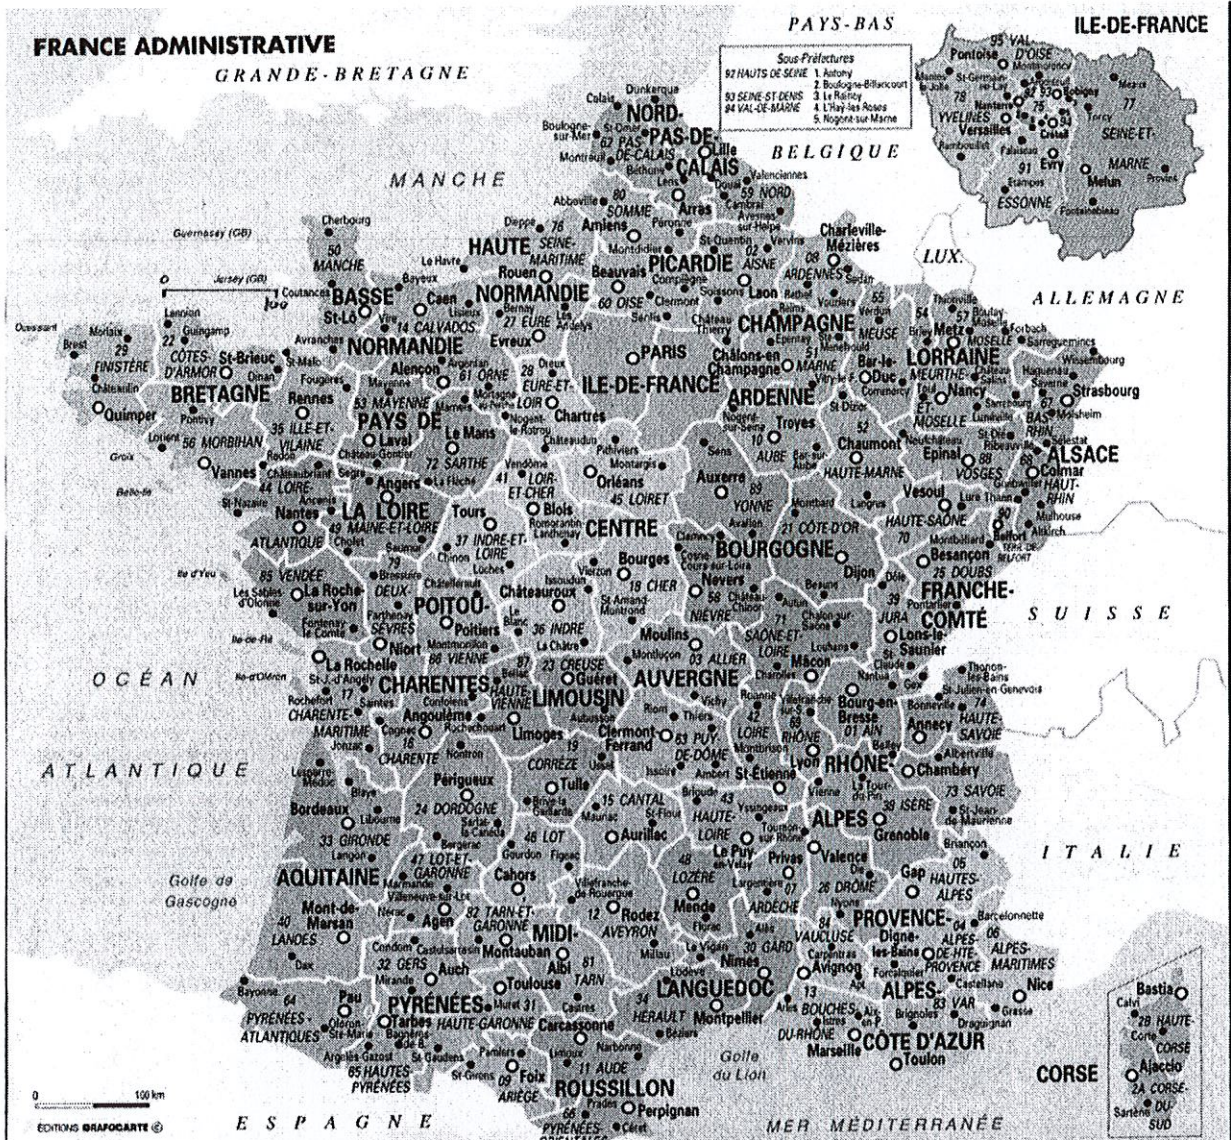 FRANCE ADMINISTRATIVE
GRANDE-BRETAGNE
PAYS-BAS
BELGIQUE
LUX.
ALLEMAGNE
SUISSE
ITALIE
ESPAGNE
MANCHE
OCÉAN
ATLANTIQUE
Golfe de
Gascogne
Golfe
du Lion
MER MÉDITERRANÉE
Guernesey (GB)
Jersey (GB)
Sous-Préfectures
92 HAUTS DE SEINE 1. Antony
2. Boulogne-Billancourt
93 SEINE-ST DENIS 3. Le Raincy
94 VAL-DE-MARNE 4. L'Haÿ-les Roses
5. Nogent-sur-Marne
ILE-DE-FRANCE
95 VAL-
D'OISE
Pontoise
Montmorency
Mantes
la-Jolie
St-Germain-
en-Lay
Argenteuil
Bobigny
Meaux
77
SEINE-ET-
MARNE
78
YVELINES
Nanterre
92
93
75
94
Torcy
Versailles
Créteil
Palaiseau
Evry
Rambouillet
91
ESSONNE
Etampes
Melun
Provins
Fontainebleau
NORD-
PAS-DE-
CALAIS
Dunkerque
Calais
St-Omer
Boulogne-
sur-Mer
62 PAS
DE-CALAIS
Lille
Montreuil
Béthune
Lens
Douai
Valenciennes
59 NORD
Cambrai
Avesnes
sur-Helpe
Arras
Abbeville
80
SOMME
Amiens
Péronne
Montdidier
PICARDIE
St-Quentin
Vervins
02
AISNE
Laon
Beauvais
Compiègne
Soissons
60 OISE
Clermont
Senlis
Château
Thierry
Charleville-
Mézières
08
ARDENNES
Sedan
Rethel
Vouziers
Reims
CHAMPAGNE
ARDENNE
Epernay
Châlons-en
Champagne
51
MARNE
Vitry-le-F.
Nogent-
sur-Seine
Troyes
10
AUBE
Bar-sur
Aube
St Dizier
52
Chaumont
HAUTE-MARNE
Langres
55
MEUSE
Verdun
Bar-le-
Duc
Commercy
54
Briey
Thionville
57
MOSELLE
Metz
Boulay
Forbach
Sarreguemines
LORRAINE
MEURTHE-
ET-
MOSELLE
Château
Salins
Toul
Nancy
Lunéville
Sarrebourg
Neufchâteau
Epinal
88
VOSGES
St-Dié
Wissembourg
Haguenau
Saverne
Strasbourg
67
BAS-
RHIN
Molsheim
Sélestat
Ribeauvillé
ALSACE
68
Colmar
HAUT-
RHIN
Guebwiller
Thann
Mulhouse
Altkirch
HAUTE
NORMANDIE
Dieppe
76
SEINE-
MARITIME
Le Havre
Rouen
Bernay
27 EURE
Les
Andelys
Evreux
BASSE
NORMANDIE
Cherbourg
50
MANCHE
Coutances
St-Lô
Bayeux
Caen
Lisieux
Vire
14 CALVADOS
Avranches
Argentan
Alençon
61 ORNE
Mortagne
au-Perche
PARIS
ILE-DE-FRANCE
BRETAGNE
Ouessant
Morlaix
Brest
29
FINISTÈRE
Châteaulin
Quimper
Lannion
Guingamp
22
CÔTES-
D'ARMOR
St-Brieuc
Dinan
St-Malo
Fougères
Rennes
35 ILLE-ET-
VILAINE
Redon
Pontivy
Lorient
56 MORBIHAN
Vannes
Groix
Belle-Ile
PAYS DE
LA LOIRE
Mayenne
53 MAYENNE
Laval
Château-Gontier
Mamers
Le Mans
72 SARTHE
La Flèche
Segré
Angers
49 MAINE-ET-LOIRE
Cholet
Saumur
Châteaubriant
44 LOIRE-
ATLANTIQUE
Ancenis
St-Nazaire
Nantes
Ile d'Yeu
85 VENDÉE
Les Sables
d'Olonne
La Roche-
sur-Yon
Fontenay
le Comte
CENTRE
Dreux
28
EURE-ET-
LOIR
Chartres
Nogent-
le-Rotrou
Châteaudun
Pithiviers
Montargis
Orléans
45 LOIRET
Vendôme
41
LOIR-
ET-CHER
Blois
Romorantin-
Lanthenay
Tours
37 INDRE-ET-
LOIRE
Chinon
Loches
Vierzon
Bourges
18 CHER
St-Amand-
Montrond
Issoudun
Châteauroux
Le
Blanc
36 INDRE
La Châtre
BOURGOGNE
Sens
Auxerre
89
YONNE
Avallon
Montbard
21 CÔTE-D'OR
Dijon
Beaune
Clamecy
Cosne
Cours-sur-Loire
Nevers
58
NIÈVRE
Château-
Chinon
Autun
Chalon-sur-
Saône
71
SAÔNE-ET-
LOIRE
Louhans
Charolles
Mâcon
FRANCHE-
COMTÉ
Vesoul
Lure
HAUTE-SAÔNE
70
90
Belfort
TERR. DE
BELFORT
Montbéliard
Besançon
25 DOUBS
Pontarlier
Dôle
39
JURA
Lons-le-
Saunier
St
Claude
POITOU-
CHARENTES
79
Bressuire
DEUX-
SÈVRES
Parthenay
Niort
Châtellerault
Poitiers
Montmorillon
86 VIENNE
Ile-de-Ré
La Rochelle
Ile-d'Oléron
Rochefort
St-J. d'Angély
17
Saintes
CHARENTE-
MARITIME
Jonzac
Confolens
Angoulême
Cognac
16
CHARENTE
LIMOUSIN
87
HAUTE-
VIENNE
Bellac
Rochechouart
Limoges
23 CREUSE
Guéret
Aubusson
19
CORRÈZE
Ussel
Tulle
Brive-la
Gaillarde
AUVERGNE
Moulins
03 ALLIER
Montluçon
Vichy
Riom
Thiers
Clermont
Ferrand
63 PUY-
DE-DÔME
Issoire
Ambert
15 CANTAL
Mauriac
St-Flour
Aurillac
Brioude
43
HAUTE-
LOIRE
Yssingeaux
Le Puy
en-Velay
RHÔNE-
ALPES
Roanne
42
LOIRE
Montbrison
St-Étienne
Villefranche-
sur-S.
69
RHÔNE
Lyon
Nantua
Gex
Bourg-en-
Bresse
01 AIN
Belley
Thonon-
les-Bains
St-Julien-en-Genevois
Bonneville
74
HAUTE-
SAVOIE
Annecy
Albertville
Chambéry
73 SAVOIE
St-Jean-
de-Maurienne
Vienne
La Tour-
du-Pin
38 ISÈRE
Grenoble
Tournon-
sur-Rhône
Privas
Largentière
07
ARDÈCHE
Valence
Die
26 DRÔME
Nyons
AQUITAINE
Nontron
Périgueux
24 DORDOGNE
Sarlat-
la-Canéda
Bergerac
Lesparre-
Médoc
Blaye
Bordeaux
Libourne
33 GIRONDE
Langon
47 LOT-ET-
GARONNE
Marmande
Villeneuve-sur-Lot
Nérac
Agen
40
LANDES
Mont-de-
Marsan
Dax
Bayonne
64
PYRÉNÉES-
ATLANTIQUES
Pau
Oloron-
Ste-Marie
MIDI-
PYRÉNÉES
46 LOT
Gourdon
Figeac
Cahors
Villefranche-
de-Rouergue
12
AVEYRON
Rodez
Millau
82 TARN-ET-
GARONNE
Castelsarrasin
Montauban
Albi
81
TARN
Castres
Condom
32 GERS
Mirande
Auch
Toulouse
Muret
31
HAUTE-GARONNE
St-Gaudens
Tarbes
Bagnères-
de-B.
Argelès-Gazost
65 HAUTES
PYRÉNÉES
Pamiers
St-Girons
Foix
09
ARIÈGE
LANGUEDOC
ROUSSILLON
48
LOZÈRE
Mende
Florac
Alès
Le Vigan
30 GARD
Nîmes
Lodève
34
HÉRAULT
Montpellier
Béziers
Carcassonne
Narbonne
Limoux
11 AUDE
Prades
Perpignan
66
PYRÉNÉES-
ORIENTALES
Céret
PROVENCE-
ALPES-
CÔTE D'AZUR
Briançon
05
HAUTES-
ALPES
Gap
Barcelonnette
04
ALPES-
DE-HTE-
PROVENCE
Digne-
les-Bains
Forcalquier
Castellane
06
ALPES-
MARITIMES
Nice
Grasse
84
VAUCLUSE
Carpentras
Avignon
Apt
13
BOUCHES-
DU-RHÔNE
Arles
Istres
Aix-
en-P.
Marseille
83 VAR
Brignoles
Draguignan
Toulon
CORSE
Bastia
Calvi
2B HAUTE-
CORSE
Corte
Ajaccio
2A CORSE-
DU-
SUD
Sartène
0 100 km
ÉDITIONS GRAFOCARTE ©